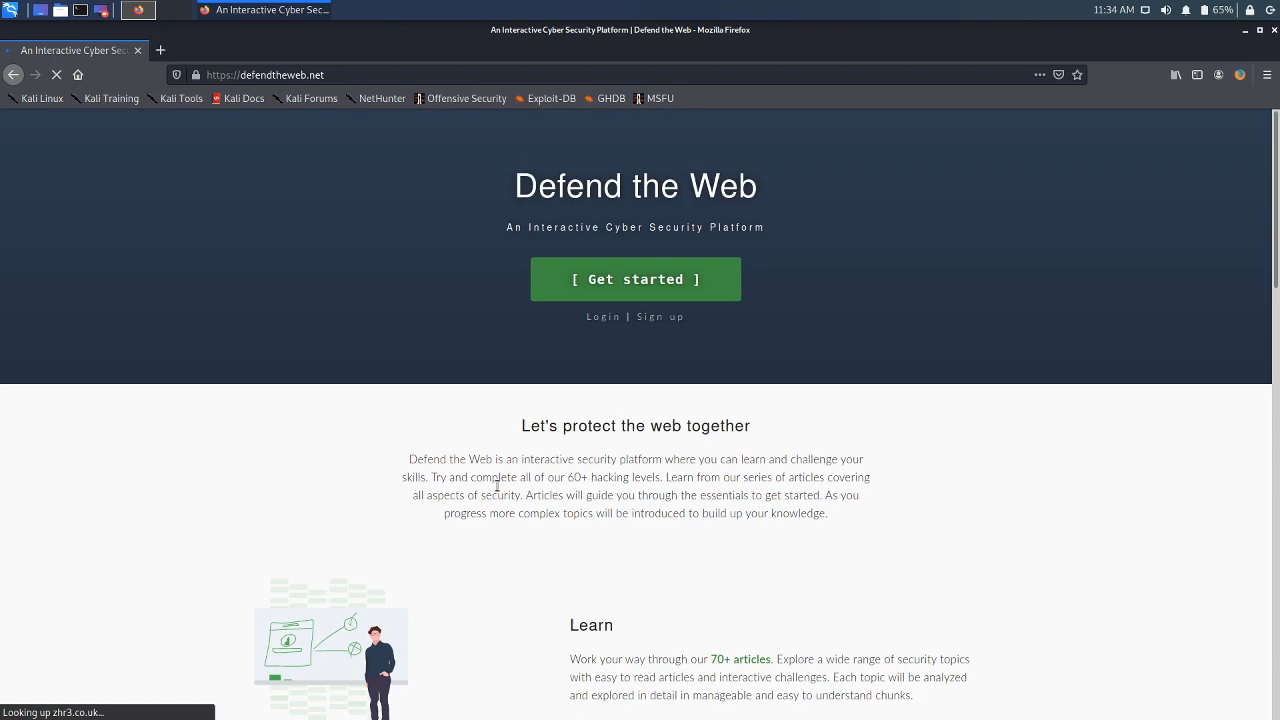 An Interactive Cyber Sec...
11:34 AM
65%
An Interactive Cyber Security Platform | Defend the Web - Mozilla Firefox
An Interactive Cyber Secu
https://defendtheweb.net
Kali Linux
Kali Training
Kali Tools
Kali Docs
Kali Forums
NetHunter
Offensive Security
Exploit-DB
GHDB
MSFU
Defend the Web
An Interactive Cyber Security Platform
[ Get started ]
Login | Sign up
Let's protect the web together
Defend the Web is an interactive security platform where you can learn and challenge your
skills. Try and complete all of our 60+ hacking levels. Learn from our series of articles covering
all aspects of security. Articles will guide you through the essentials to get started. As you
progress more complex topics will be introduced to build up your knowledge.
Learn
Work your way through our 70+ articles. Explore a wide range of security topics
with easy to read articles and interactive challenges. Each topic will be analyzed
and explored in detail in manageable and easy to understand chunks.
Looking up zhr3.co.uk...